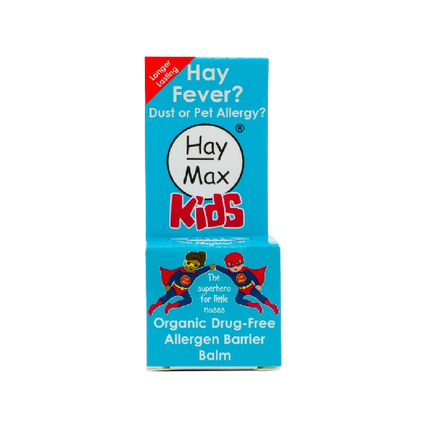 Longer
Lasting
Hay
Fever?
Dust or Pet Allergy?
Hay
Max
®
Kids
The
superhero
for little
noses
Organic Drug-Free
Allergen Barrier
Balm